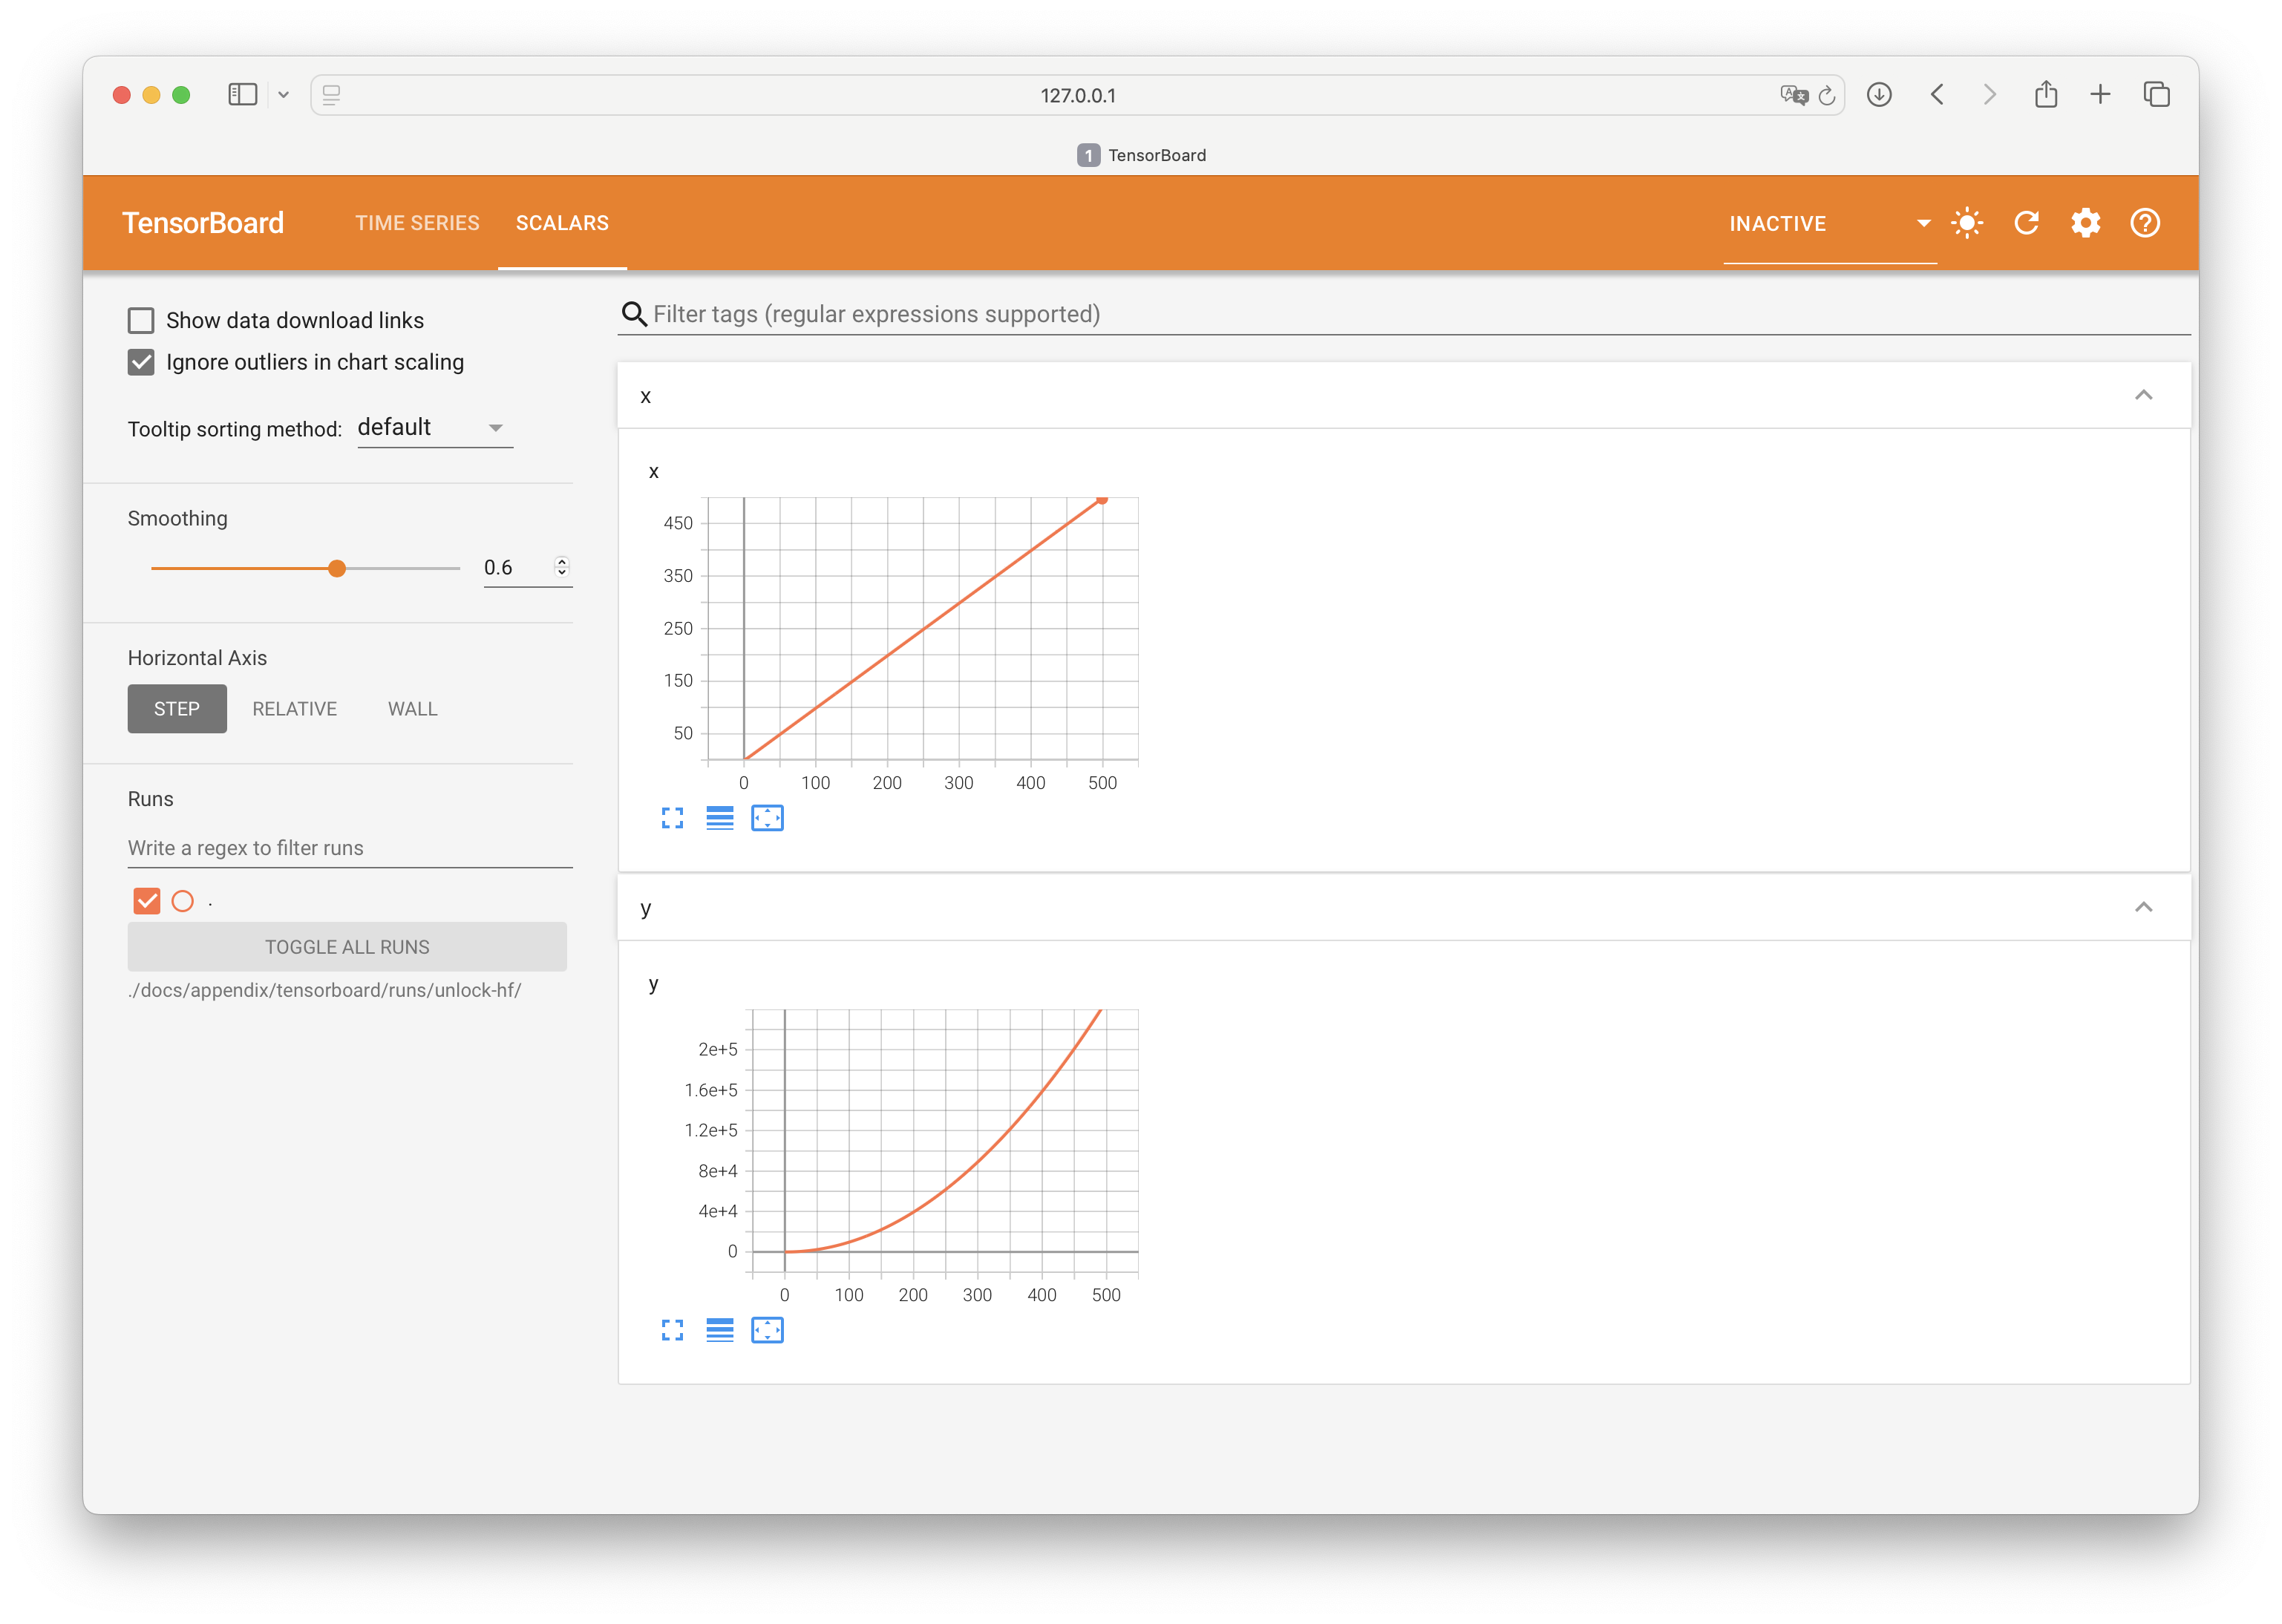 127.0.0.1
1 TensorBoard
TensorBoard TIME SERIES SCALARS INACTIVE
Show data download links
Ignore outliers in chart scaling
Tooltip sorting method: default
Smoothing
0.6
Horizontal Axis
STEP RELATIVE WALL
Runs
Write a regex to filter runs
.
TOGGLE ALL RUNS
./docs/appendix/tensorboard/runs/unlock-hf/
Filter tags (regular expressions supported)
x
x
450
350
250
150
50
0 100 200 300 400 500
y
y
2e+5
1.6e+5
1.2e+5
8e+4
4e+4
0
0 100 200 300 400 500